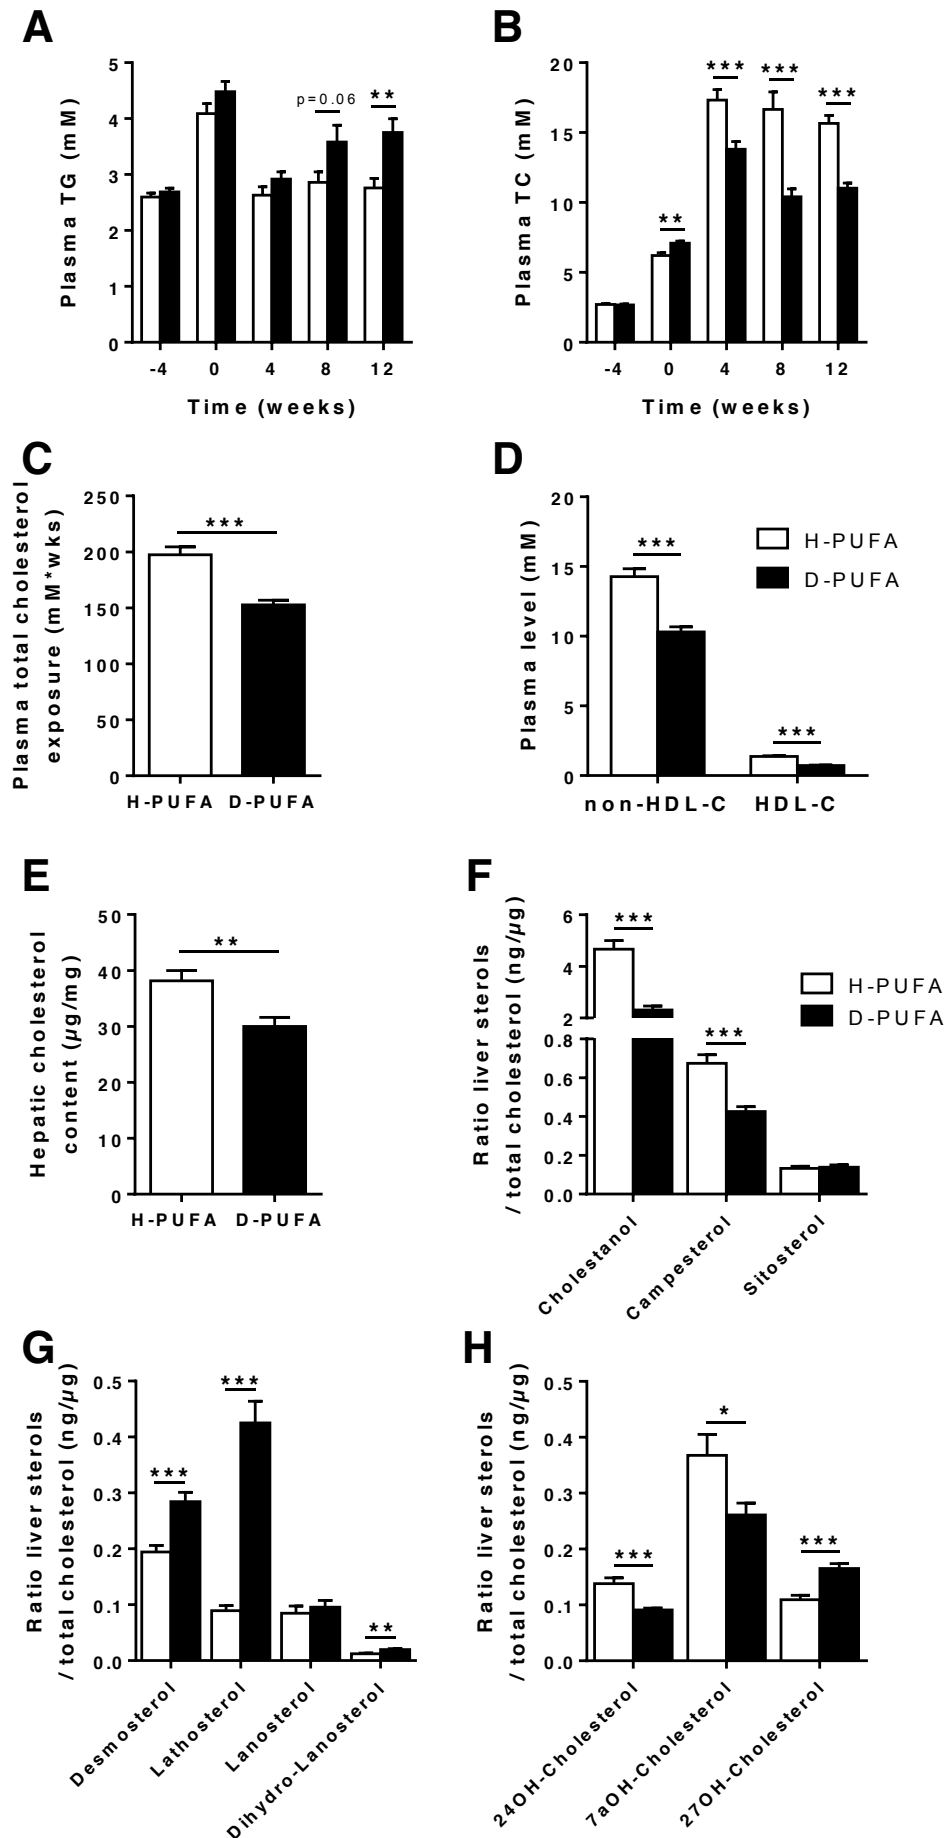 A
Plasma TG (mM)
5
4
3
2
1
0
p=0.06
**
-4 0 4 8 12
Time (weeks)
B
Plasma TC (mM)
20
15
10
5
0
**
***
***
***
-4 0 4 8 12
Time (weeks)
C
Plasma total cholesterol
exposure (mM*wks)
250
200
150
100
50
0
***
H-PUFA D-PUFA
D
Plasma level (mM)
20
15
10
5
0
***
***
H-PUFA
D-PUFA
non-HDL-C HDL-C
E
Hepatic cholesterol
content (µg/mg)
50
40
30
20
10
0
**
H-PUFA D-PUFA
F
Ratio liver sterols
/ total cholesterol (ng/µg)
6
4
2
0.8
0.6
0.4
0.2
0.0
***
***
H-PUFA
D-PUFA
Cholestanol
Campesterol
Sitosterol
G
Ratio liver sterols
/total cholesterol (ng/µg)
0.5
0.4
0.3
0.2
0.1
0.0
***
***
**
Desmosterol
Lathosterol
Lanosterol
Dihydro-Lanosterol
H
Ratio liver sterols
/ total cholesterol (ng/µg)
0.5
0.4
0.3
0.2
0.1
0.0
***
*
***
24OH-Cholesterol
7aOH-Cholesterol
27OH-Cholesterol